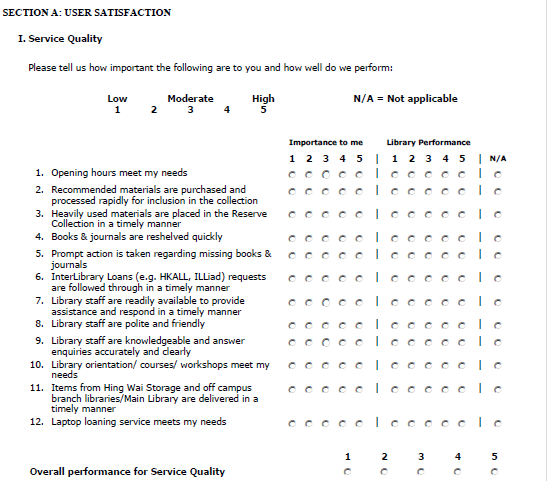 SECTION A: USER SATISFACTION
I. Service Quality
Please tell us how important the following are to you and how well do we perform:
Low Moderate High N/A = Not applicable
1 2 3 4 5
Importance to me Library Performance
1 2 3 4 5 | 1 2 3 4 5 | N/A
1. Opening hours meet my needs
2. Recommended materials are purchased and
processed rapidly for inclusion in the collection
3. Heavily used materials are placed in the Reserve
Collection in a timely manner
4. Books & journals are reshelved quickly
5. Prompt action is taken regarding missing books &
journals
6. InterLibrary Loans (e.g. HKALL, ILLiad) requests
are followed through in a timely manner
7. Library staff are readily available to provide
assistance and respond in a timely manner
8. Library staff are polite and friendly
9. Library staff are knowledgeable and answer
enquiries accurately and clearly
10. Library orientation/ courses/ workshops meet my
needs
11. Items from Hing Wai Storage and off campus
branch libraries/Main Library are delivered in a
timely manner
12. Laptop loaning service meets my needs
1 2 3 4 5
Overall performance for Service Quality